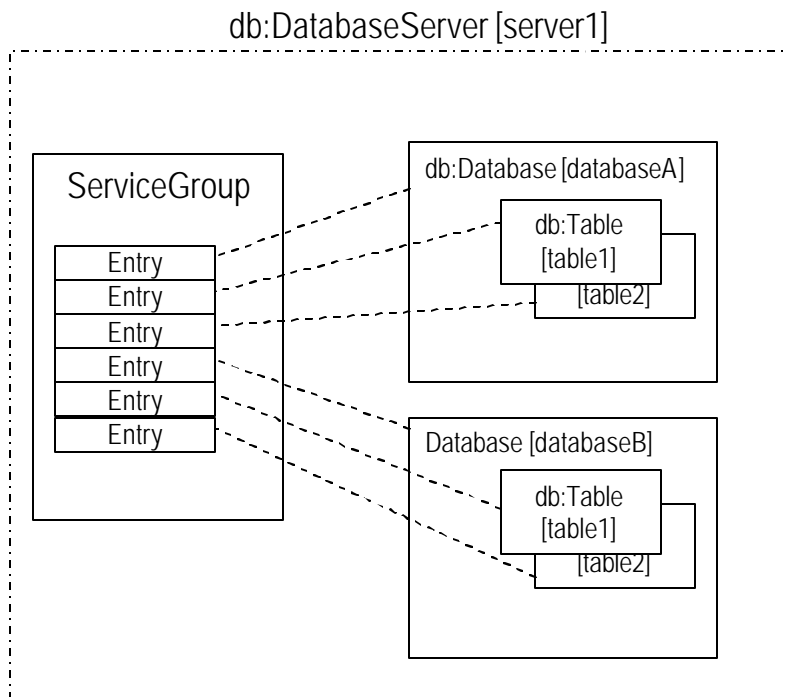 db:DatabaseServer [server1]
ServiceGroup
Entry
Entry
Entry
Entry
Entry
Entry
db:Database [databaseA]
db:Table
[table1]
[table2]
Database [databaseB]
db:Table
[table1]
[table2]